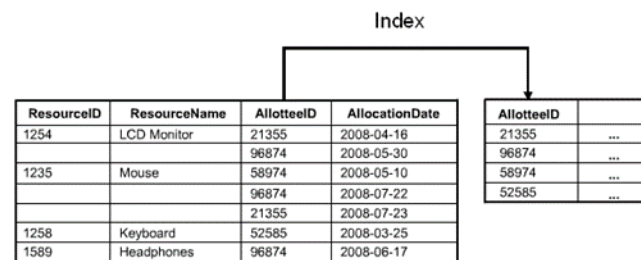 Index
ResourceID ResourceName AllotteeID AllocationDate
1254 LCD Monitor 21355 2008-04-16
96874 2008-05-30
1235 Mouse 58974 2008-05-10
96874 2008-07-22
21355 2008-07-23
1258 Keyboard 52585 2008-03-25
1589 Headphones 96874 2008-06-17
AllotteeID
21355 ...
96874 ...
58974 ...
52585 ...